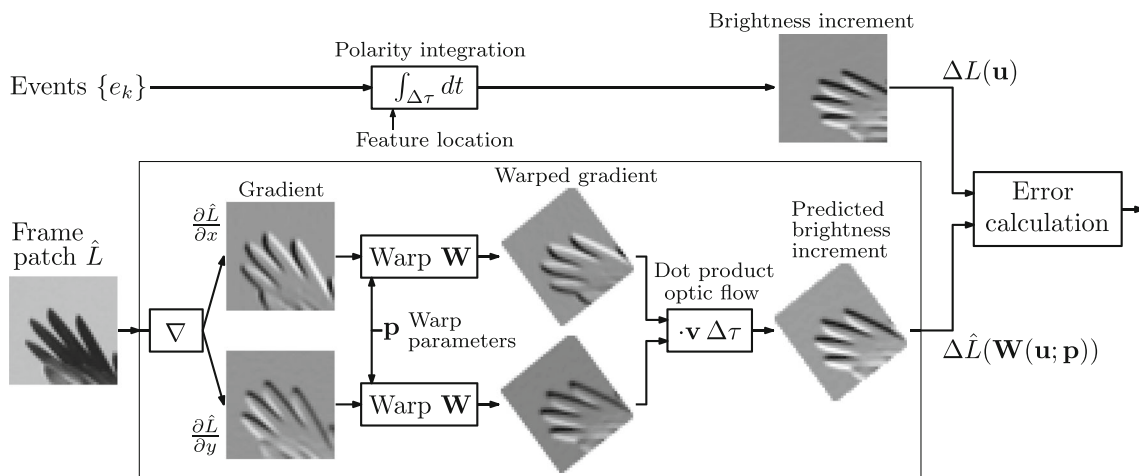 Brightness increment
Polarity integration
Events {e_k}
∫_Δτ dt
ΔL(u)
Feature location
Gradient
Warped gradient
Error
calculation
Predicted
brightness
increment
Frame
patch L̂
∂L̂/∂x
Warp W
Dot product
optic flow
∇
p Warp
parameters
·v Δτ
ΔL̂(W(u; p))
∂L̂/∂y
Warp W